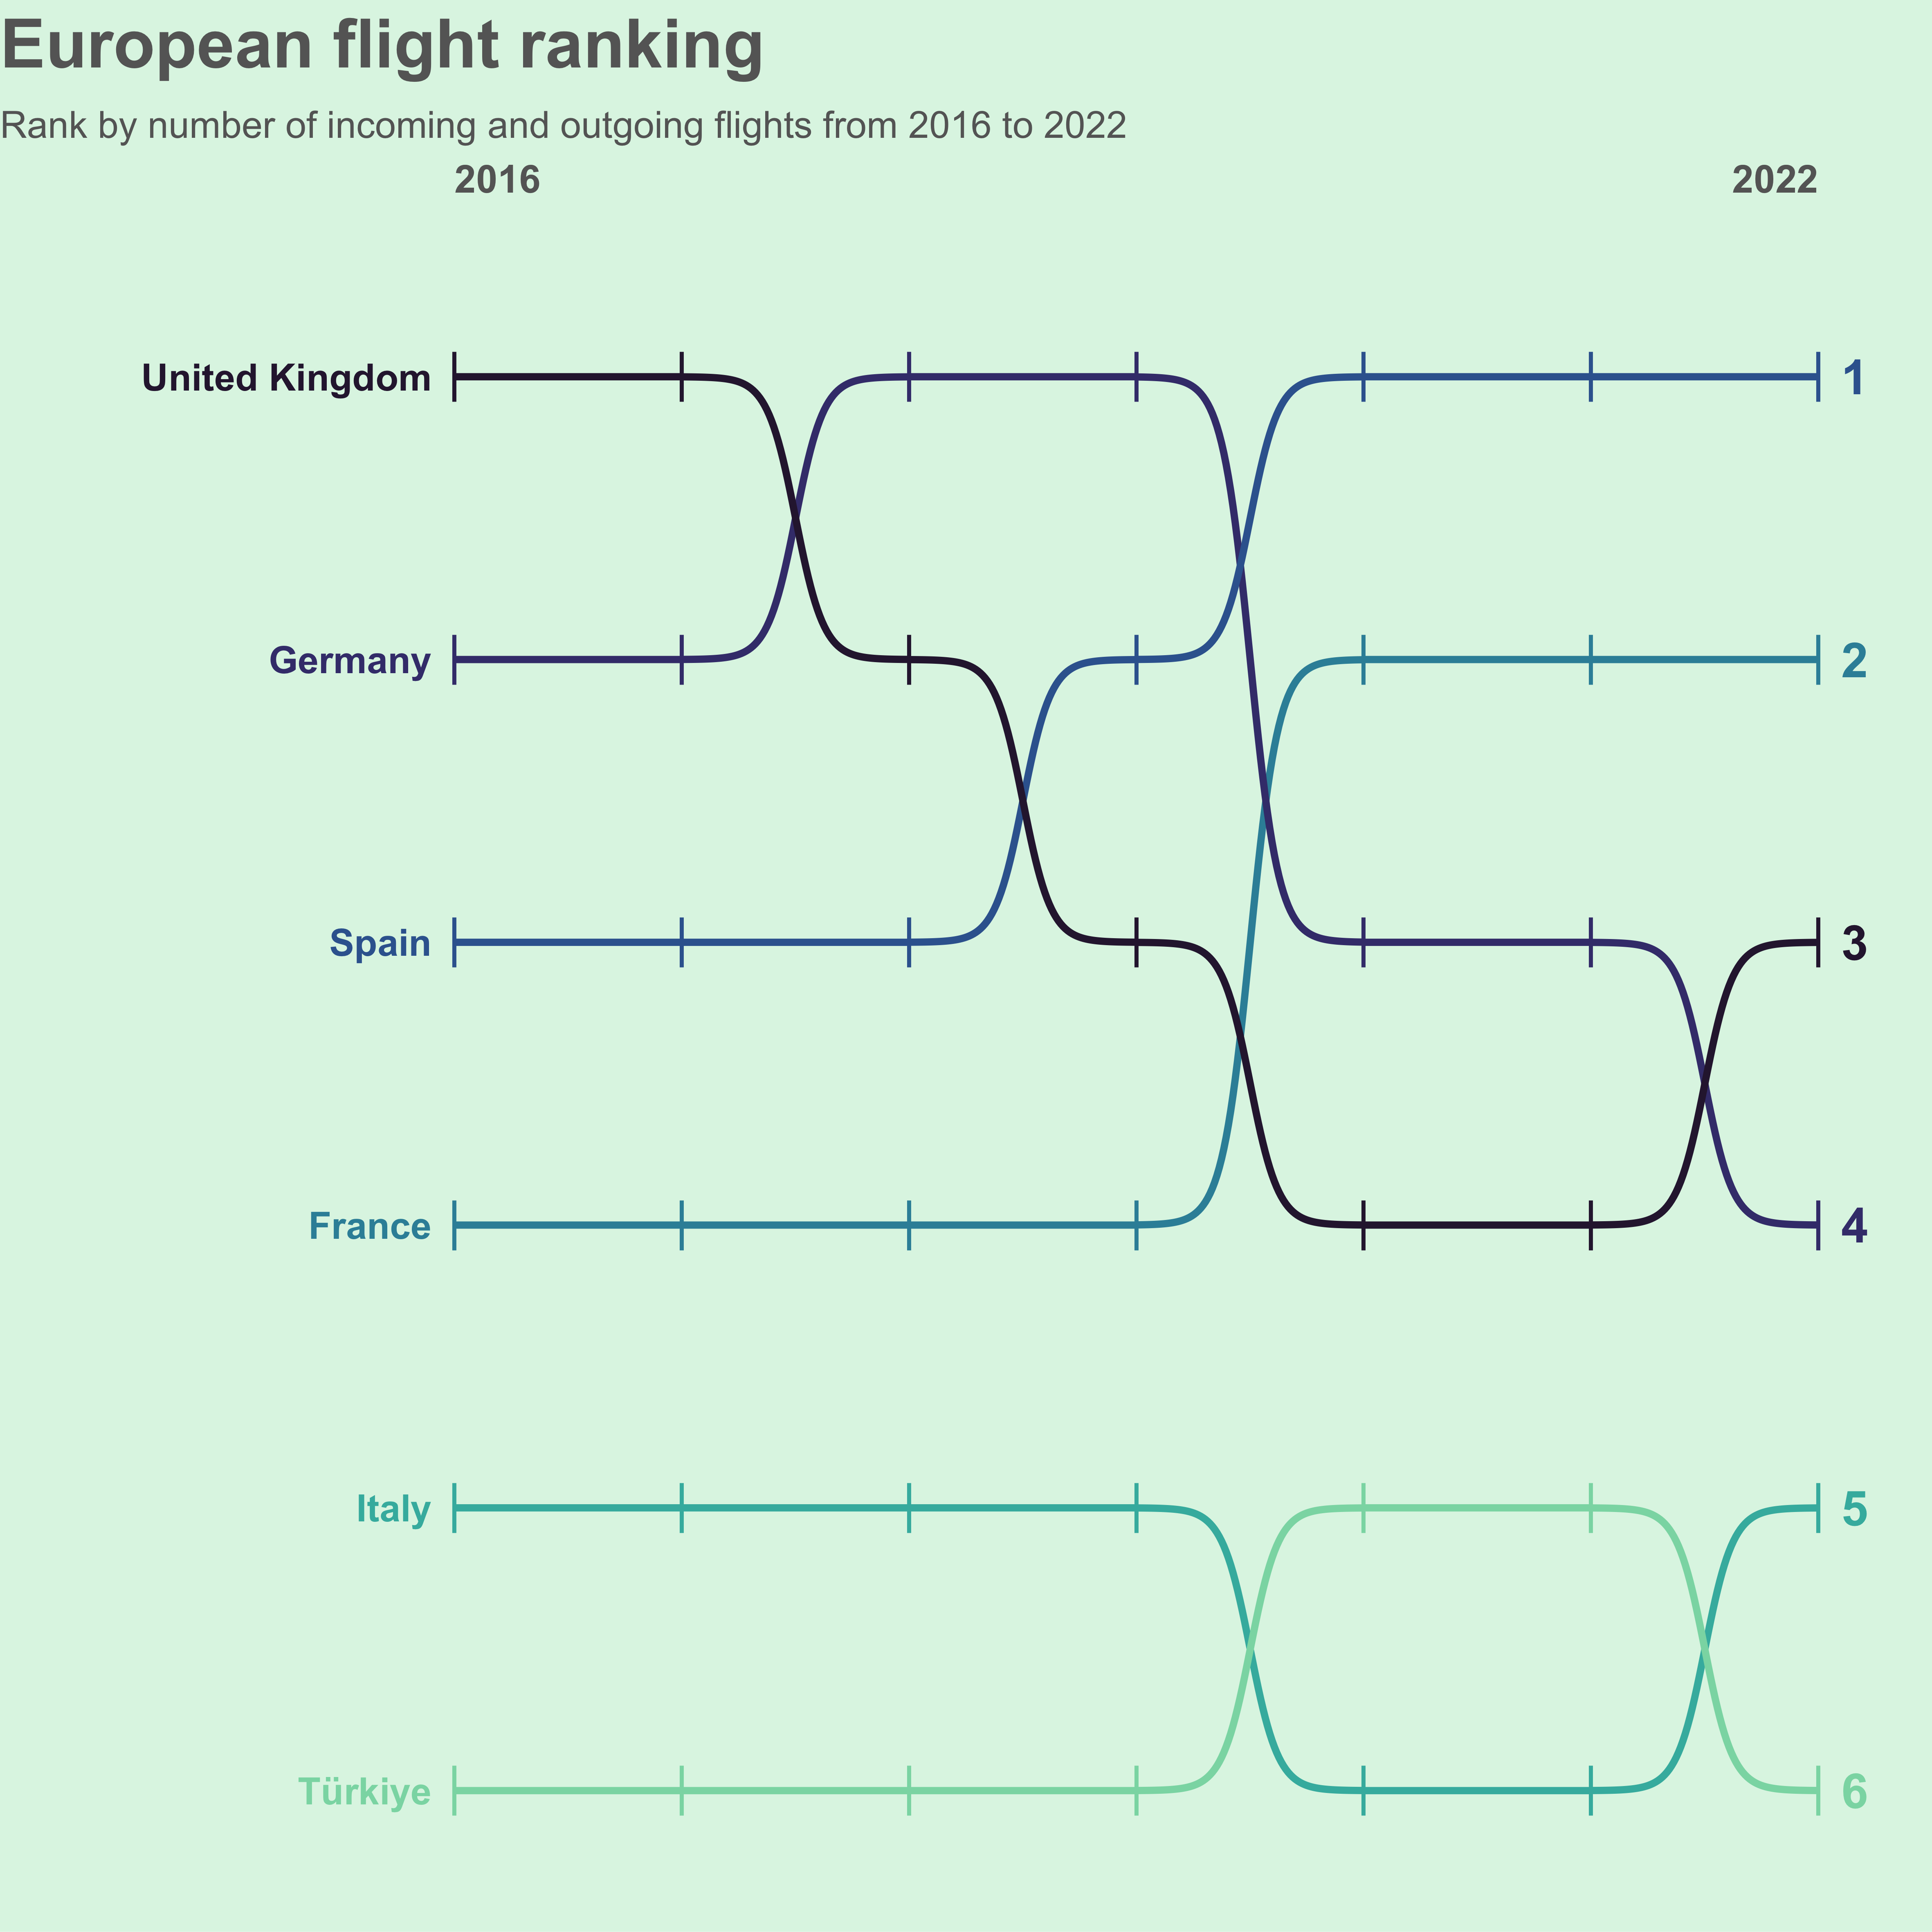 European flight ranking
Rank by number of incoming and outgoing flights from 2016 to 2022
2016 2022
United Kingdom 1
Germany 2
Spain 3
France 4
Italy 5
Türkiye 6